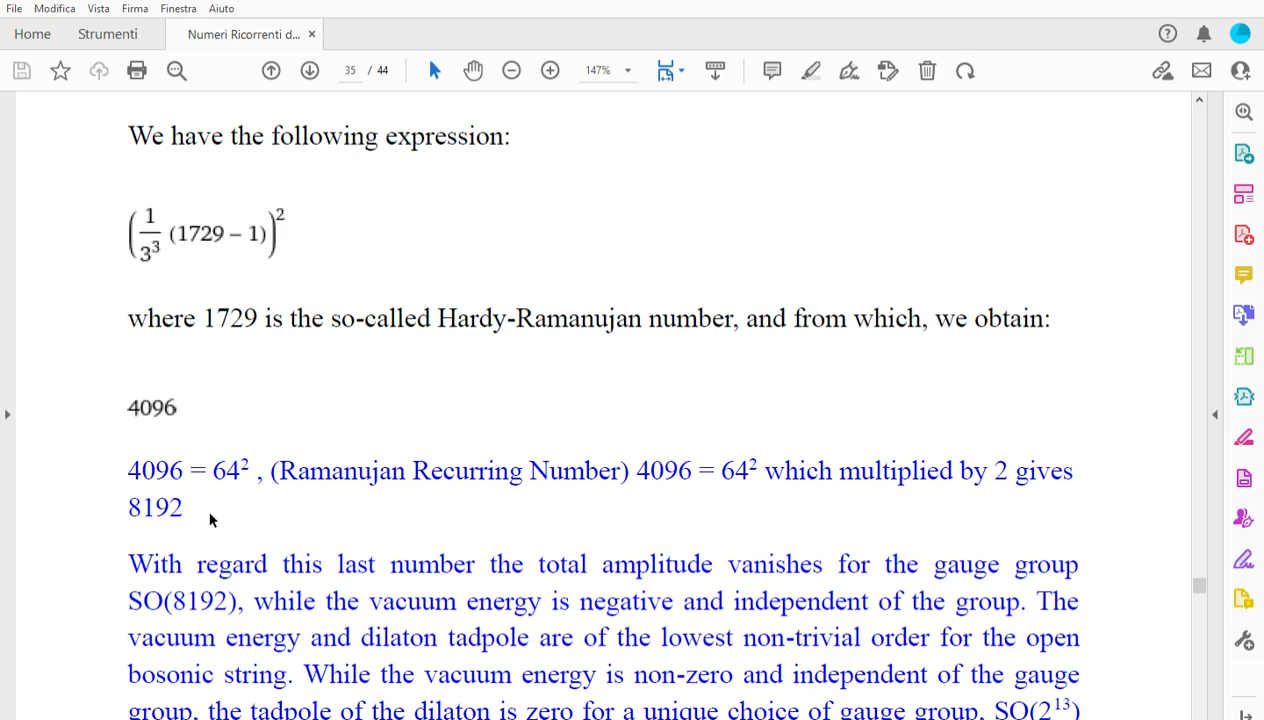 File Modifica Vista Firma Finestra Aiuto
Home Strumenti Numeri Ricorrenti d... ×
35 / 44 147%
We have the following expression:
(1/3³ (1729 – 1))²
where 1729 is the so-called Hardy-Ramanujan number, and from which, we obtain:
4096
4096 = 64² , (Ramanujan Recurring Number) 4096 = 64² which multiplied by 2 gives
8192
With regard this last number the total amplitude vanishes for the gauge group
SO(8192), while the vacuum energy is negative and independent of the group. The
vacuum energy and dilaton tadpole are of the lowest non-trivial order for the open
bosonic string. While the vacuum energy is non-zero and independent of the gauge
group, the tadpole of the dilaton is zero for a unique choice of gauge group, SO(2¹³)